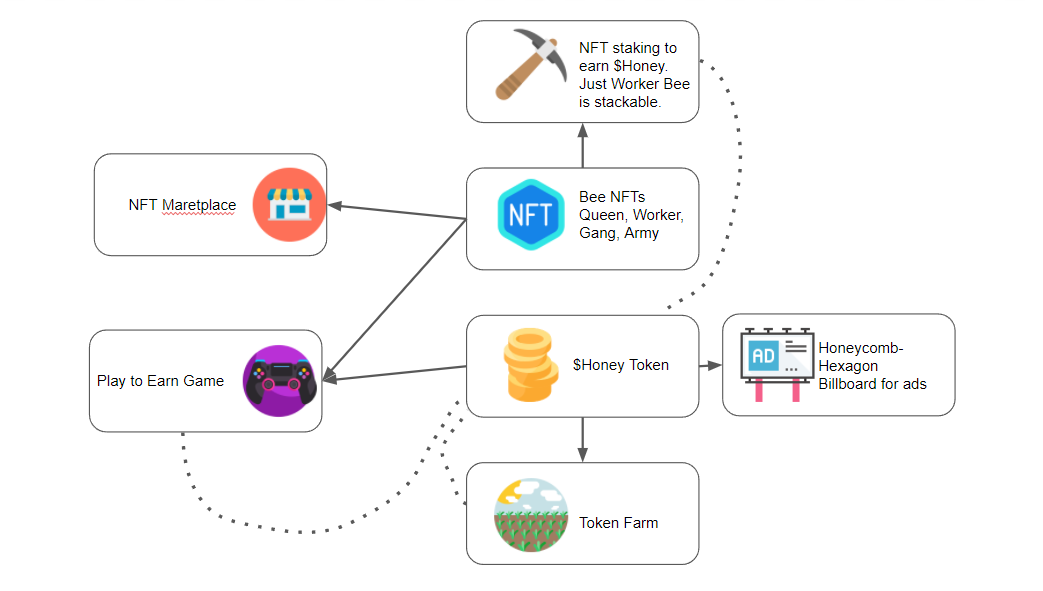 NFT staking to
earn $Honey.
Just Worker Bee
is stackable.
NFT Maretplace
NFT
Bee NFTs
Queen, Worker,
Gang, Army
Play to Earn Game
$Honey Token
AD
Honeycomb-
Hexagon
Billboard for ads
Token Farm